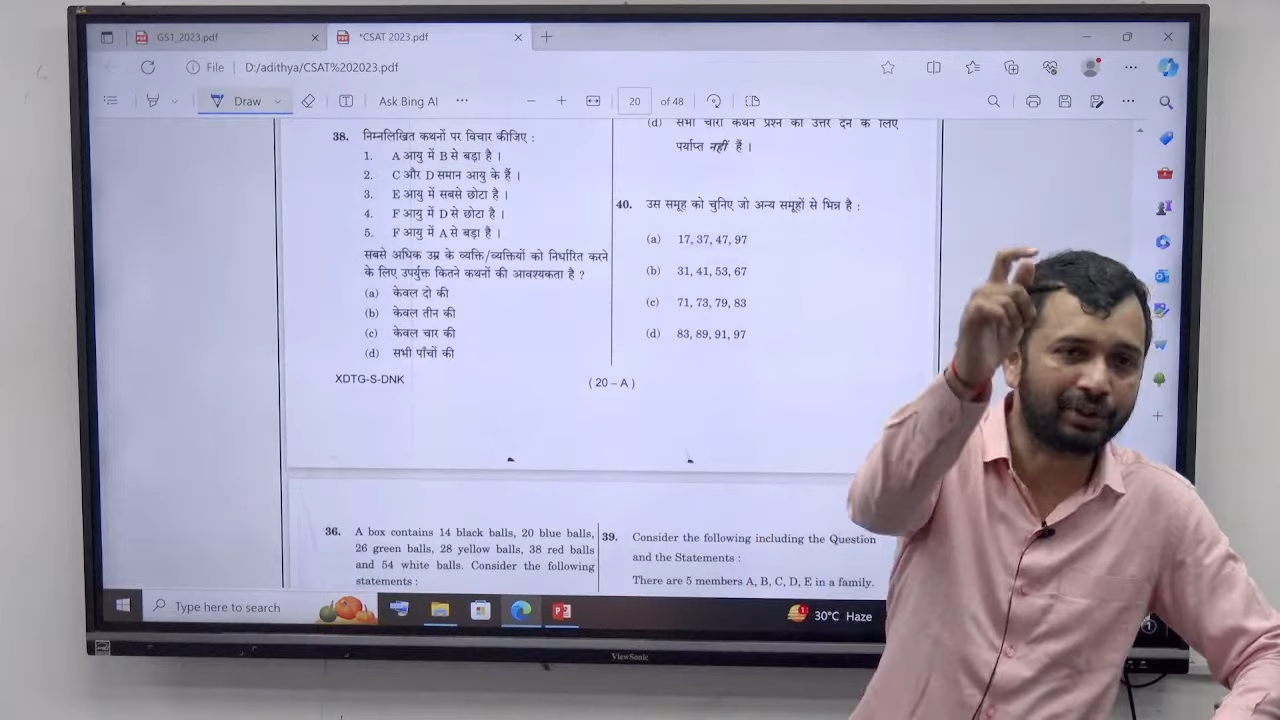 GS1_2023.pdf
*CSAT 2023.pdf
File D:/adithya/CSAT%202023.pdf
Draw
Ask Bing AI
20 of 48
38. निम्नलिखित कथनों पर विचार कीजिए :
1. A आयु में B से बड़ा है ।
2. C और D समान आयु के हैं ।
3. E आयु में सबसे छोटा है ।
4. F आयु में D से छोटा है ।
5. F आयु में A से बड़ा है ।
सबसे अधिक उम्र के व्यक्ति/व्यक्तियों को निर्धारित करने
के लिए उपर्युक्त कितने कथनों की आवश्यकता है ?
(a) केवल दो की
(b) केवल तीन की
(c) केवल चार की
(d) सभी पाँचों की
XDTG-S-DNK
(d) सभी चारों कथन प्रश्न का उत्तर देने के लिए
पर्याप्त नहीं हैं ।
40. उस समूह को चुनिए जो अन्य समूहों से भिन्न है :
(a) 17, 37, 47, 97
(b) 31, 41, 53, 67
(c) 71, 73, 79, 83
(d) 83, 89, 91, 97
( 20 – A )
36. A box contains 14 black balls, 20 blue balls,
26 green balls, 28 yellow balls, 38 red balls
and 54 white balls. Consider the following
statements :
39. Consider the following including the Question
and the Statements :
There are 5 members A, B, C, D, E in a family.
Type here to search
30°C Haze
ViewSonic